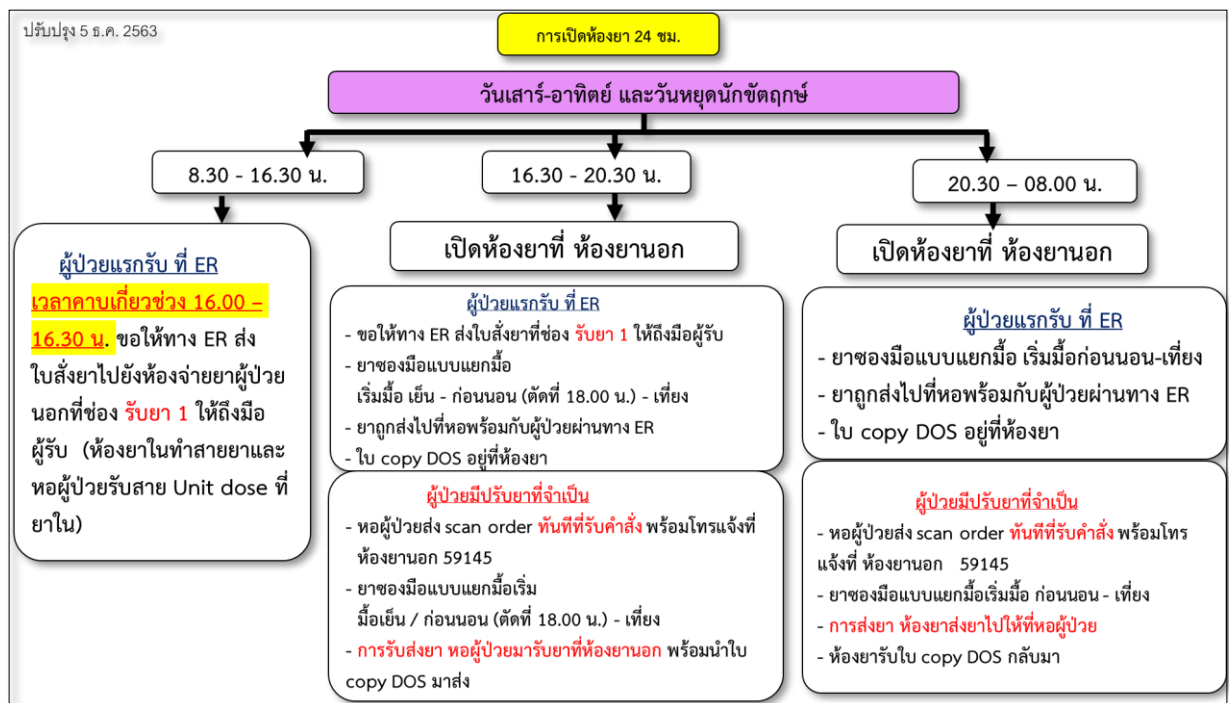 ปรับปรุง 5 ธ.ค. 2563
การเปิดห้องยา 24 ชม.
วันเสาร์-อาทิตย์ และวันหยุดนักขัตฤกษ์
8.30 - 16.30 น.
ผู้ป่วยแรกรับ ที่ ER
เวลาคาบเกี่ยวช่วง 16.00 –
16.30 น. ขอให้ทาง ER ส่ง
ใบสั่งยาไปยังห้องจ่ายยาผู้ป่วย
นอกที่ช่อง รับยา 1 ให้ถึงมือ
ผู้รับ (ห้องยาในทำสายยาและ
หอผู้ป่วยรับสาย Unit dose ที่
ยาใน)
16.30 - 20.30 น.
เปิดห้องยาที่ ห้องยานอก
ผู้ป่วยแรกรับ ที่ ER
- ขอให้ทาง ER ส่งใบสั่งยาที่ช่อง รับยา 1 ให้ถึงมือผู้รับ
- ยาซองมือแบบแยกมื้อ
เริ่มมื้อ เย็น - ก่อนนอน (ตัดที่ 18.00 น.) - เที่ยง
- ยาถูกส่งไปที่หอพร้อมกับผู้ป่วยผ่านทาง ER
- ใบ copy DOS อยู่ที่ห้องยา
ผู้ป่วยมีปรับยาที่จำเป็น
- หอผู้ป่วยส่ง scan order ทันทีที่รับคำสั่ง พร้อมโทรแจ้งที่
ห้องยานอก 59145
- ยาซองมือแบบแยกมื้อเริ่ม
มื้อเย็น / ก่อนนอน (ตัดที่ 18.00 น.) - เที่ยง
- การรับส่งยา หอผู้ป่วยมารับยาที่ห้องยานอก พร้อมนำใบ
copy DOS มาส่ง
20.30 – 08.00 น.
เปิดห้องยาที่ ห้องยานอก
ผู้ป่วยแรกรับ ที่ ER
- ยาซองมือแบบแยกมื้อ เริ่มมื้อก่อนนอน-เที่ยง
- ยาถูกส่งไปที่หอพร้อมกับผู้ป่วยผ่านทาง ER
- ใบ copy DOS อยู่ที่ห้องยา
ผู้ป่วยมีปรับยาที่จำเป็น
- หอผู้ป่วยส่ง scan order ทันทีที่รับคำสั่ง พร้อมโทร
แจ้งที่ ห้องยานอก 59145
- ยาซองมือแบบแยกมื้อเริ่มมื้อ ก่อนนอน - เที่ยง
- การส่งยา ห้องยาส่งยาไปให้ที่หอผู้ป่วย
- ห้องยารับใบ copy DOS กลับมา